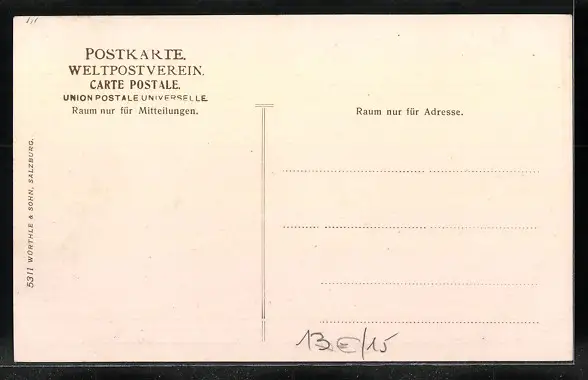 POSTKARTE.
WELTPOSTVEREIN.
CARTE POSTALE.
UNION POSTALE UNIVERSELLE.
Raum nur für Mitteilungen.
Raum nur für Adresse.
5311 WÜRTHLE & SOHN, SALZBURG.
13€/15